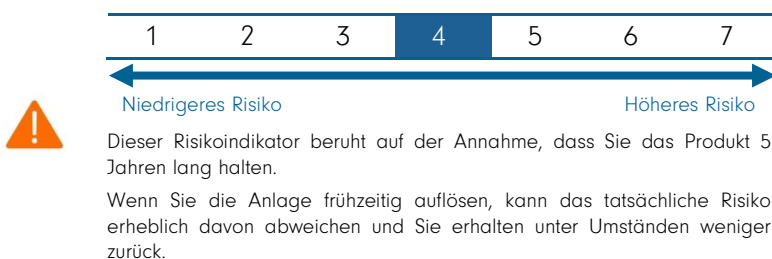 1 2 3 4 5 6 7
Niedrigeres Risiko Höheres Risiko
Dieser Risikoindikator beruht auf der Annahme, dass Sie das Produkt 5
Jahren lang halten.
Wenn Sie die Anlage frühzeitig auflösen, kann das tatsächliche Risiko
erheblich davon abweichen und Sie erhalten unter Umständen weniger
zurück.